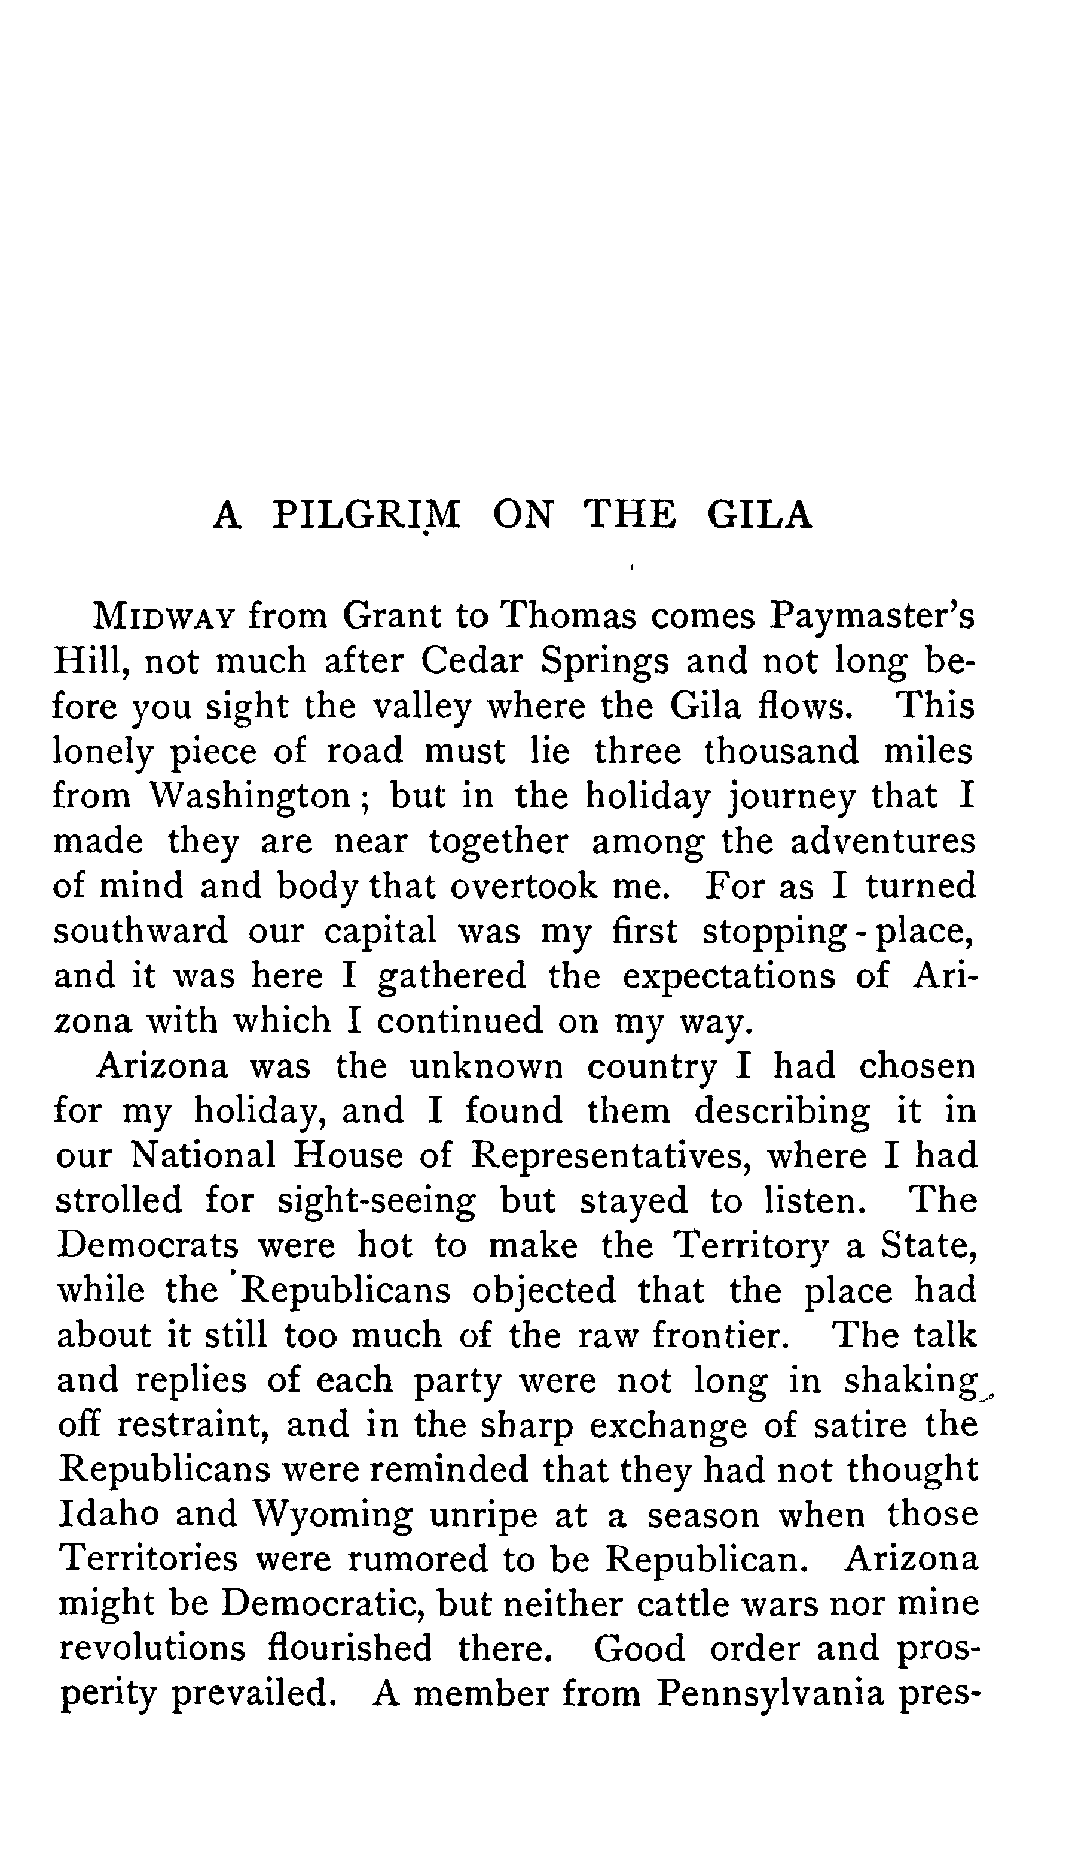 A PILGRIM ON THE GILA
MIDWAY from Grant to Thomas comes Paymaster's
Hill, not much after Cedar Springs and not long be-
fore you sight the valley where the Gila flows. This
lonely piece of road must lie three thousand miles
from Washington; but in the holiday journey that I
made they are near together among the adventures
of mind and body that overtook me. For as I turned
southward our capital was my first stopping-place,
and it was here I gathered the expectations of Ari-
zona with which I continued on my way.
Arizona was the unknown country I had chosen
for my holiday, and I found them describing it in
our National House of Representatives, where I had
strolled for sight-seeing but stayed to listen. The
Democrats were hot to make the Territory a State,
while the Republicans objected that the place had
about it still too much of the raw frontier. The talk
and replies of each party were not long in shaking
off restraint, and in the sharp exchange of satire the
Republicans were reminded that they had not thought
Idaho and Wyoming unripe at a season when those
Territories were rumored to be Republican. Arizona
might be Democratic, but neither cattle wars nor mine
revolutions flourished there. Good order and pros-
perity prevailed. A member from Pennsylvania pres-